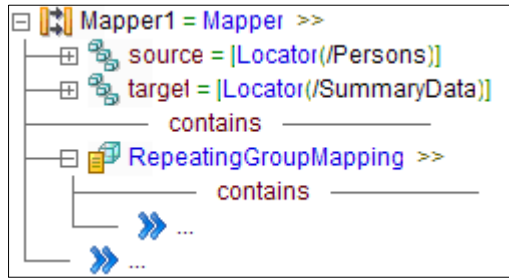 Mapper1 = Mapper >>
source = [Locator(/Persons)]
target = [Locator(/SummaryData)]
contains
RepeatingGroupMapping >>
contains
...
...